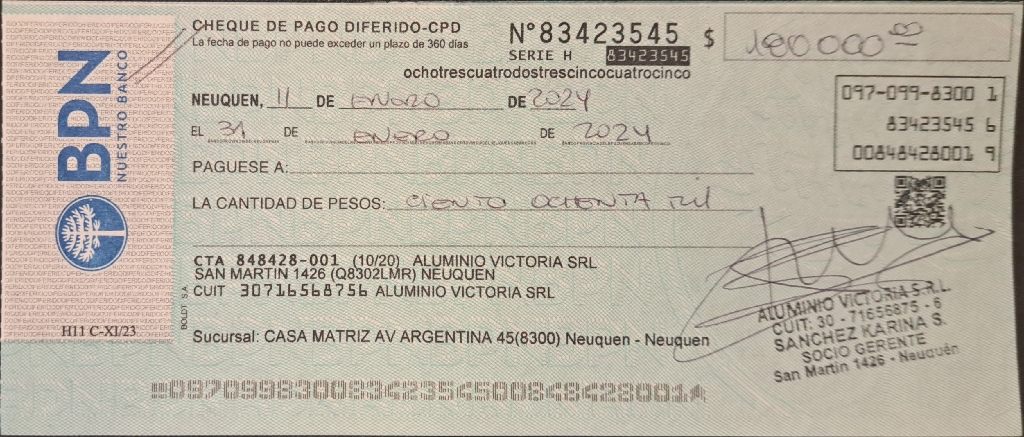 CHEQUE DE PAGO DIFERIDO-CPD
La fecha de pago no puede exceder un plazo de 360 días
N°83423545
SERIE H 83423545
ochotrescuatrodostrescincocuatrocinco
$ 180000 00
BPN
NUESTRO BANCO
NEUQUEN, 11 DE ENERO DE 2024
EL 31 DE ENERO DE 2024
097-099-8300 1
83423545 6
00848428001 9
PAGUESE A:
LA CANTIDAD DE PESOS: CIENTO OCHENTA MIL
CTA 848428-001 (10/20) ALUMINIO VICTORIA SRL
SAN MARTIN 1426 (Q8302LMR) NEUQUEN
CUIT 30716568756 ALUMINIO VICTORIA SRL
BOLDT S.A
H11 C-XI/23
Sucursal: CASA MATRIZ AV ARGENTINA 45(8300) Neuquen - Neuquen
ALUMINIO VICTORIA S.R.L.
CUIT: 30 - 71656875 - 6
SANCHEZ KARINA S.
SOCIO GERENTE
San Martin 1426 - Neuquén